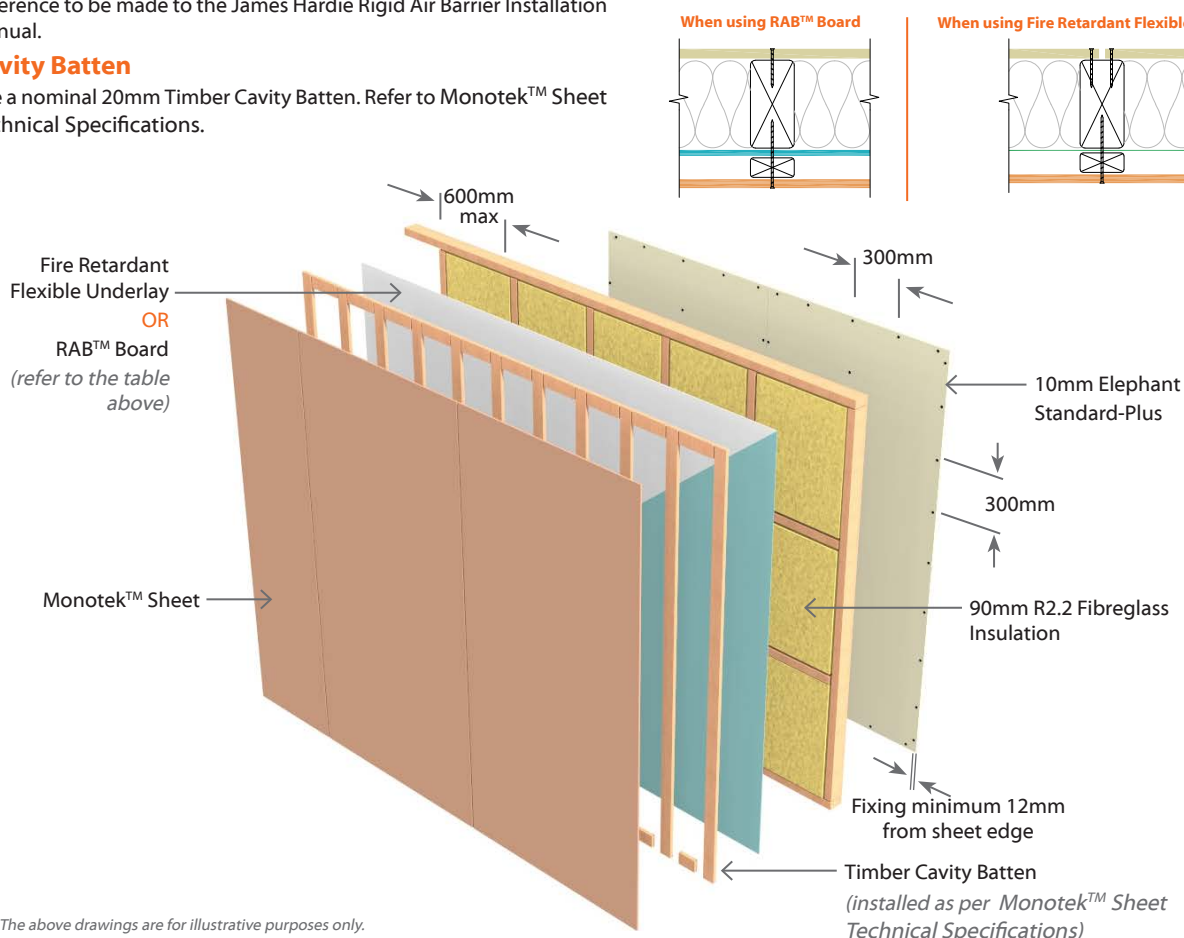 erence to be made to the James Hardie Rigid Air Barrier Installation
nual.
vity Batten
e a nominal 20mm Timber Cavity Batten. Refer to Monotek™ Sheet
chnical Specifications.
When using RAB™ Board
When using Fire Retardant Flexible
600mm
max
300mm
Fire Retardant
Flexible Underlay
OR
RAB™ Board
(refer to the table
above)
10mm Elephant
Standard-Plus
300mm
Monotek™ Sheet
90mm R2.2 Fibreglass
Insulation
Fixing minimum 12mm
from sheet edge
Timber Cavity Batten
(installed as per Monotek™ Sheet
Technical Specifications)
The above drawings are for illustrative purposes only.